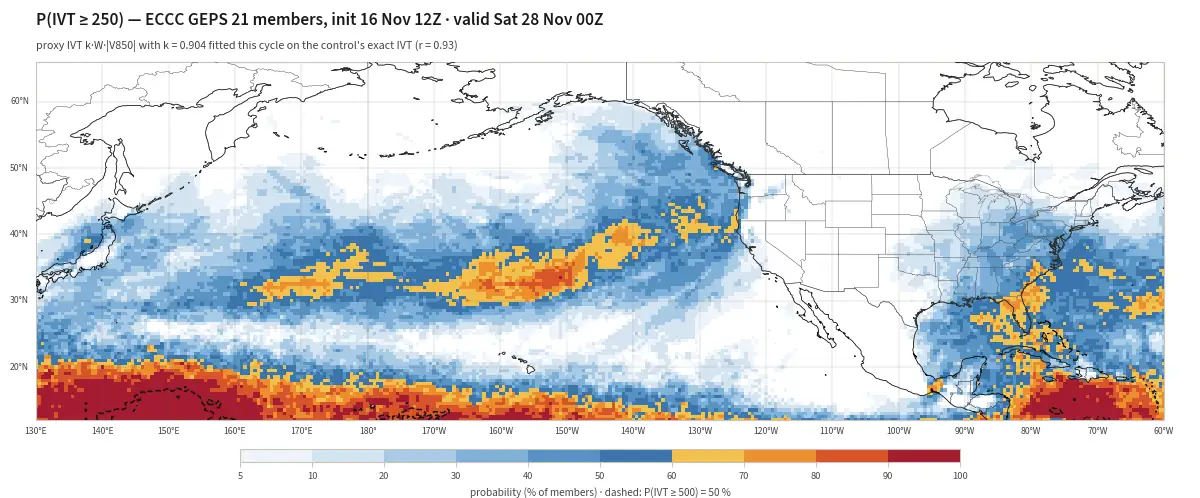 P(IVT ≥ 250) — ECCC GEPS 21 members, init 16 Nov 12Z · valid Sat 28 Nov 00Z
proxy IVT k·W·|V850| with k = 0.904 fitted this cycle on the control's exact IVT (r = 0.93)
60°N
50°N
40°N
30°N
20°N
130°E 140°E 150°E 160°E 170°E 180° 170°W 160°W 150°W 140°W 130°W 120°W 110°W 100°W 90°W 80°W 70°W 60°W
5 10 20 30 40 50 60 70 80 90 100
probability (% of members) · dashed: P(IVT ≥ 500) = 50 %